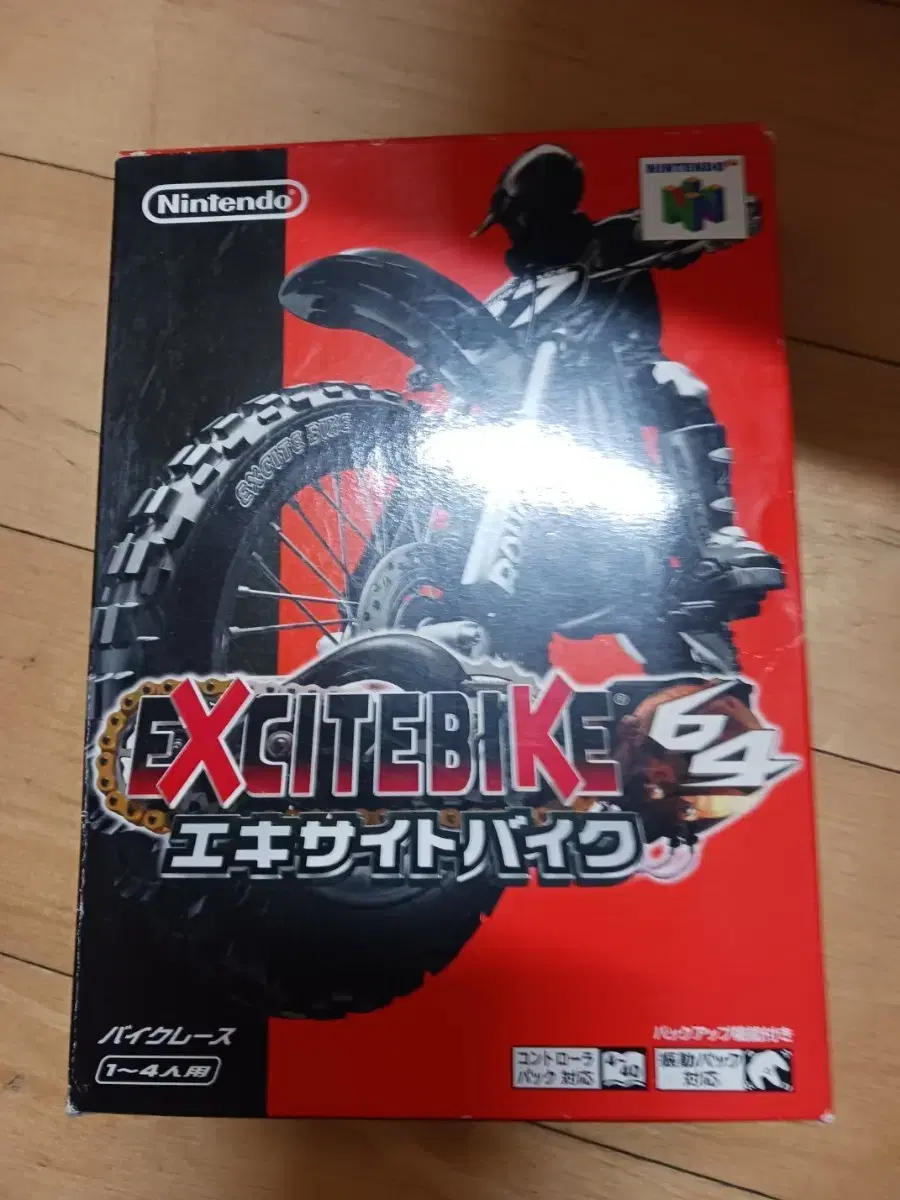 Nintendo®
NINTENDO
EXCITE BIKE
EXCITEBIKE® 64
エキサイトバイク
バイクレース
1～4人用
バックアップ機能付き
コントローラ
パック 対応
振動パック
対応